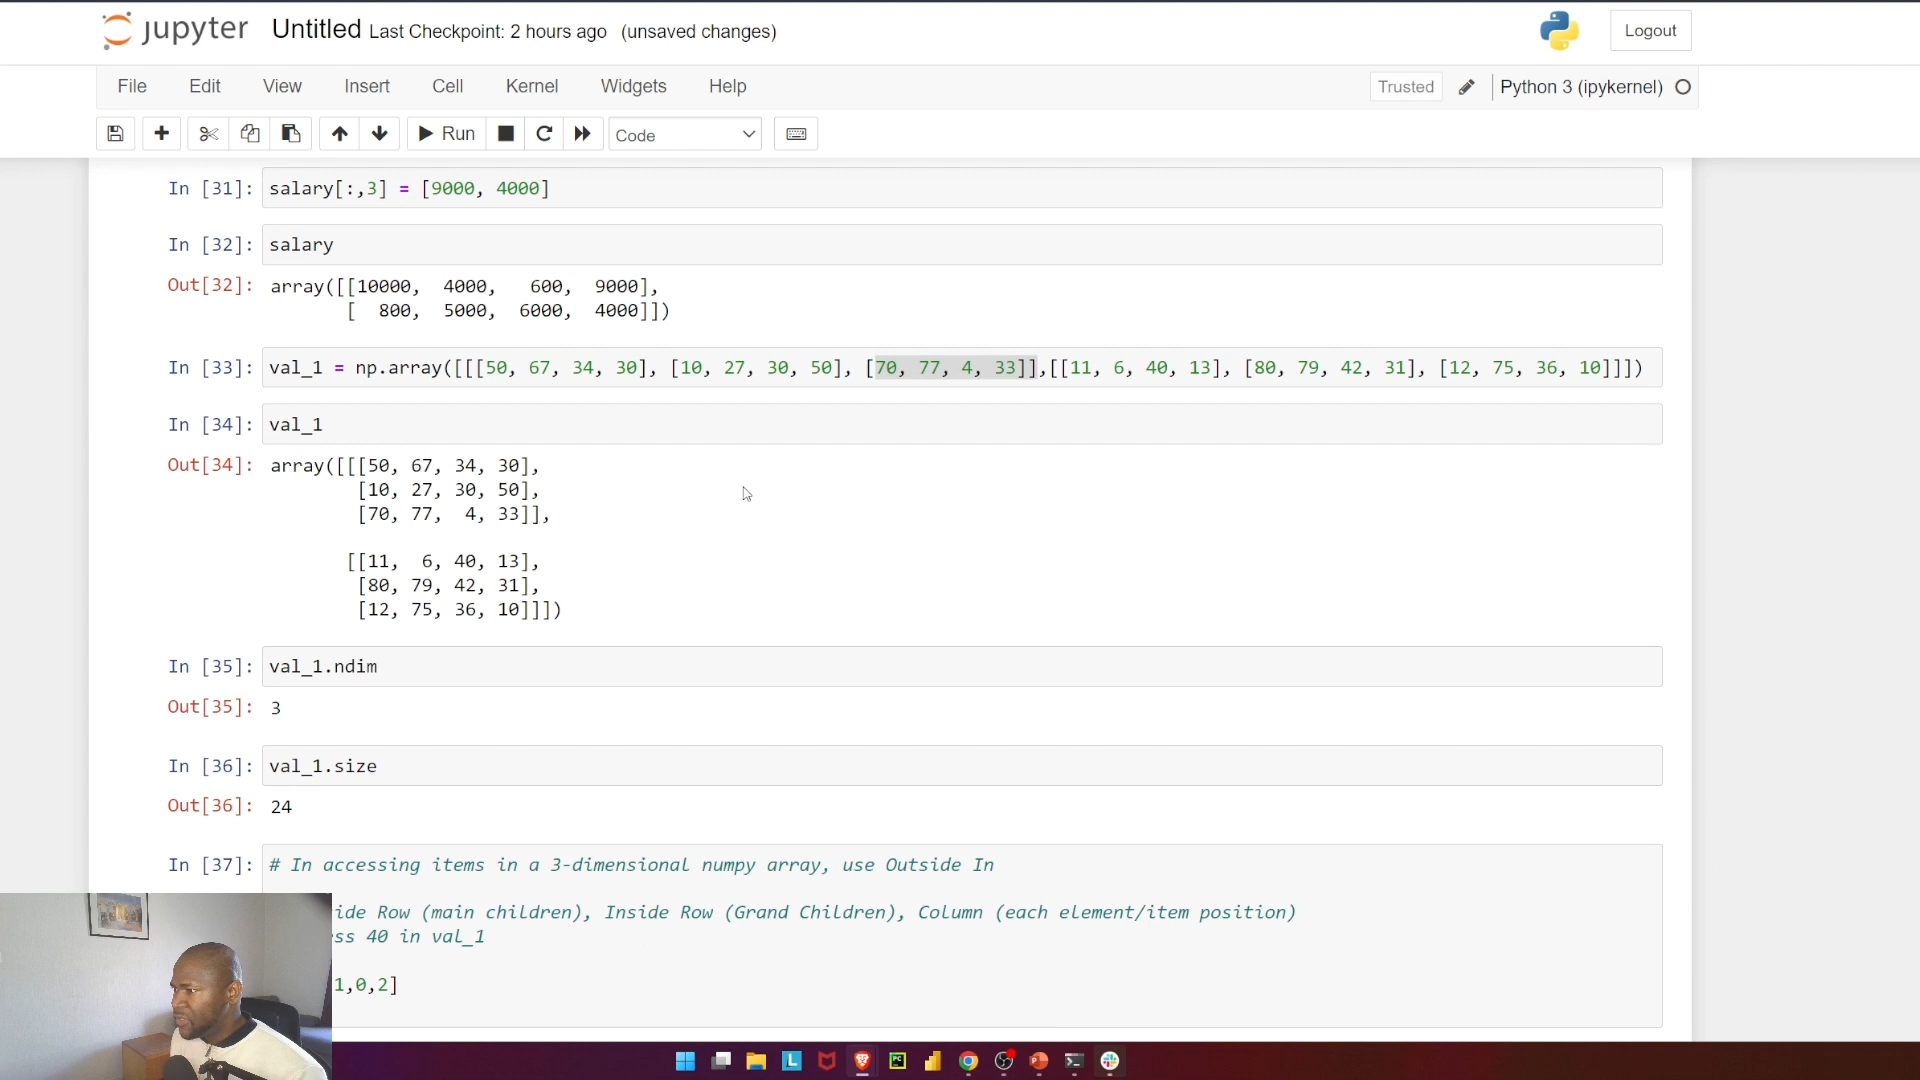 jupyter Untitled Last Checkpoint: 2 hours ago (unsaved changes) Logout
File Edit View Insert Cell Kernel Widgets Help Trusted Python 3 (ipykernel)
Run Code
In [31]: salary[:,3] = [9000, 4000]
In [32]: salary
Out[32]: array([[10000, 4000, 600, 9000],
[ 800, 5000, 6000, 4000]])
In [33]: val_1 = np.array([[[50, 67, 34, 30], [10, 27, 30, 50], [70, 77, 4, 33]],[[11, 6, 40, 13], [80, 79, 42, 31], [12, 75, 36, 10]]])
In [34]: val_1
Out[34]: array([[[50, 67, 34, 30],
[10, 27, 30, 50],
[70, 77, 4, 33]],
[[11, 6, 40, 13],
[80, 79, 42, 31],
[12, 75, 36, 10]]])
In [35]: val_1.ndim
Out[35]: 3
In [36]: val_1.size
Out[36]: 24
In [37]: # In accessing items in a 3-dimensional numpy array, use Outside In
ide Row (main children), Inside Row (Grand Children), Column (each element/item position)
ss 40 in val_1
1,0,2]